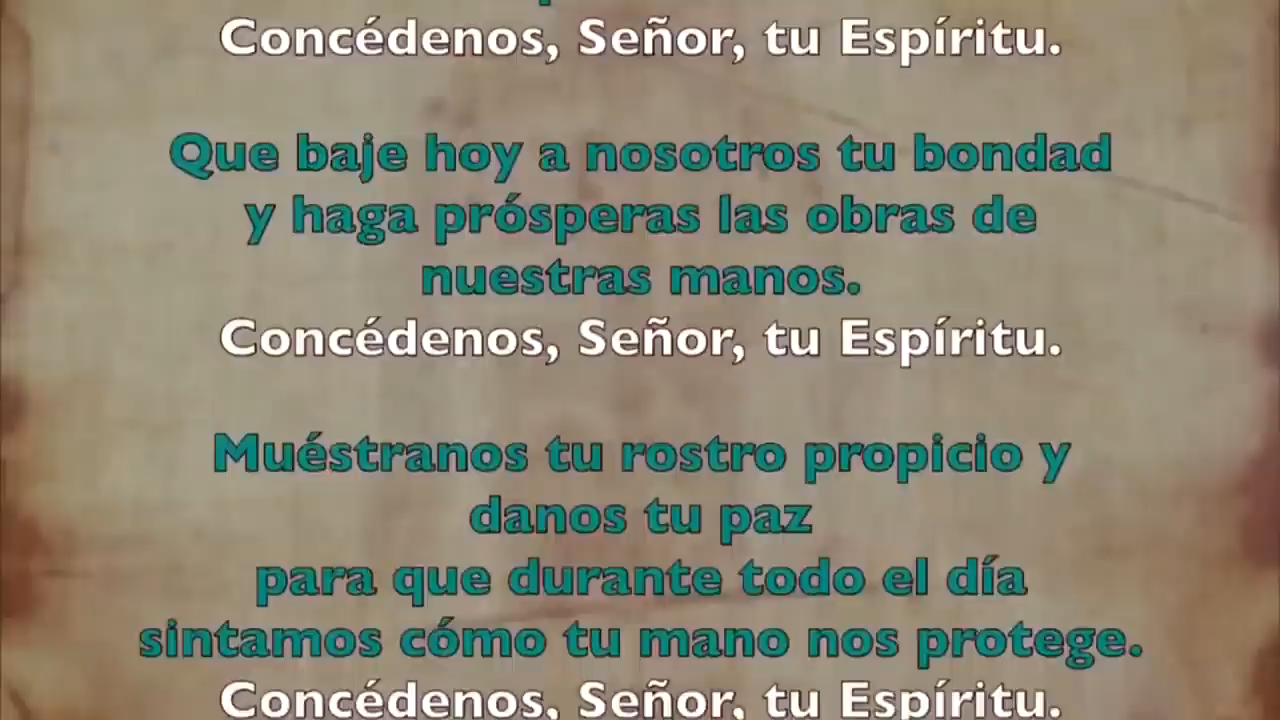 Concédenos, Señor, tu Espíritu.
Que baje hoy a nosotros tu bondad
y haga prósperas las obras de
nuestras manos.
Concédenos, Señor, tu Espíritu.
Muéstranos tu rostro propicio y
danos tu paz
para que durante todo el día
sintamos cómo tu mano nos protege.
Concédenos, Señor, tu Espíritu.